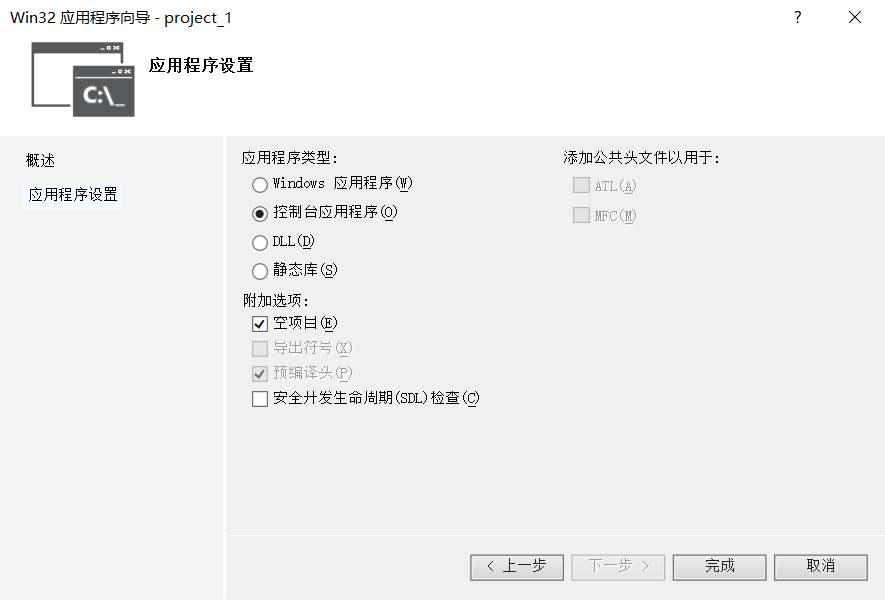 Win32 应用程序向导 - project_1
?
C:\_
应用程序设置
概述
应用程序设置
应用程序类型:
Windows 应用程序(W)
控制台应用程序(O)
DLL(D)
静态库(S)
附加选项:
空项目(E)
导出符号(X)
预编译头(P)
安全开发生命周期(SDL)检查(C)
添加公共头文件以用于:
ATL(A)
MFC(M)
< 上一步
下一步 >
完成
取消